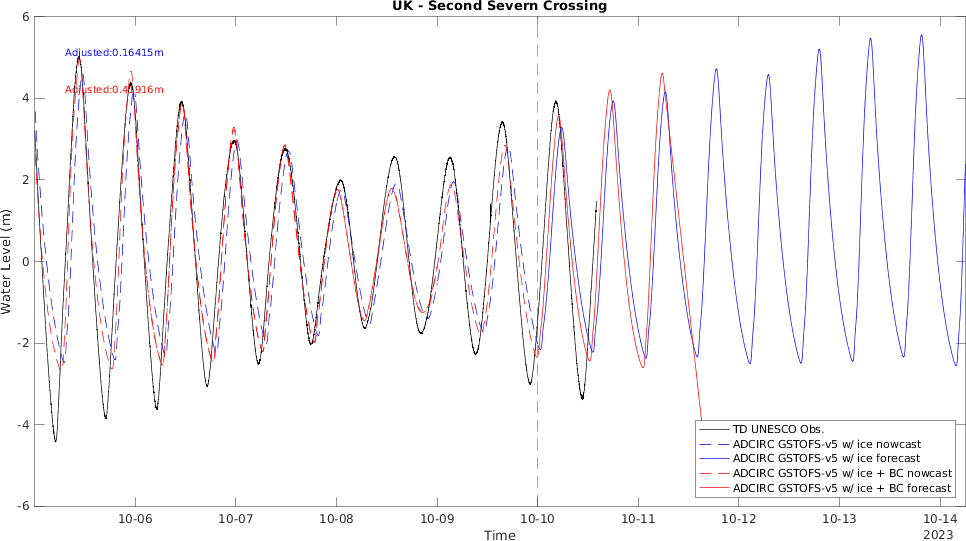 UK - Second Severn Crossing
Adjusted:0.16415m
Water Level (m)
6
4
2
0
-2
-4
-6
10-06 10-07 10-08 10-09 10-10 10-11 10-12 10-13 10-14
2023
Time
TD UNESCO Obs.
ADCIRC GSTOFS-v5 w/ ice nowcast
ADCIRC GSTOFS-v5 w/ ice forecast
ADCIRC GSTOFS-v5 w/ ice + BC nowcast
ADCIRC GSTOFS-v5 w/ ice + BC forecast